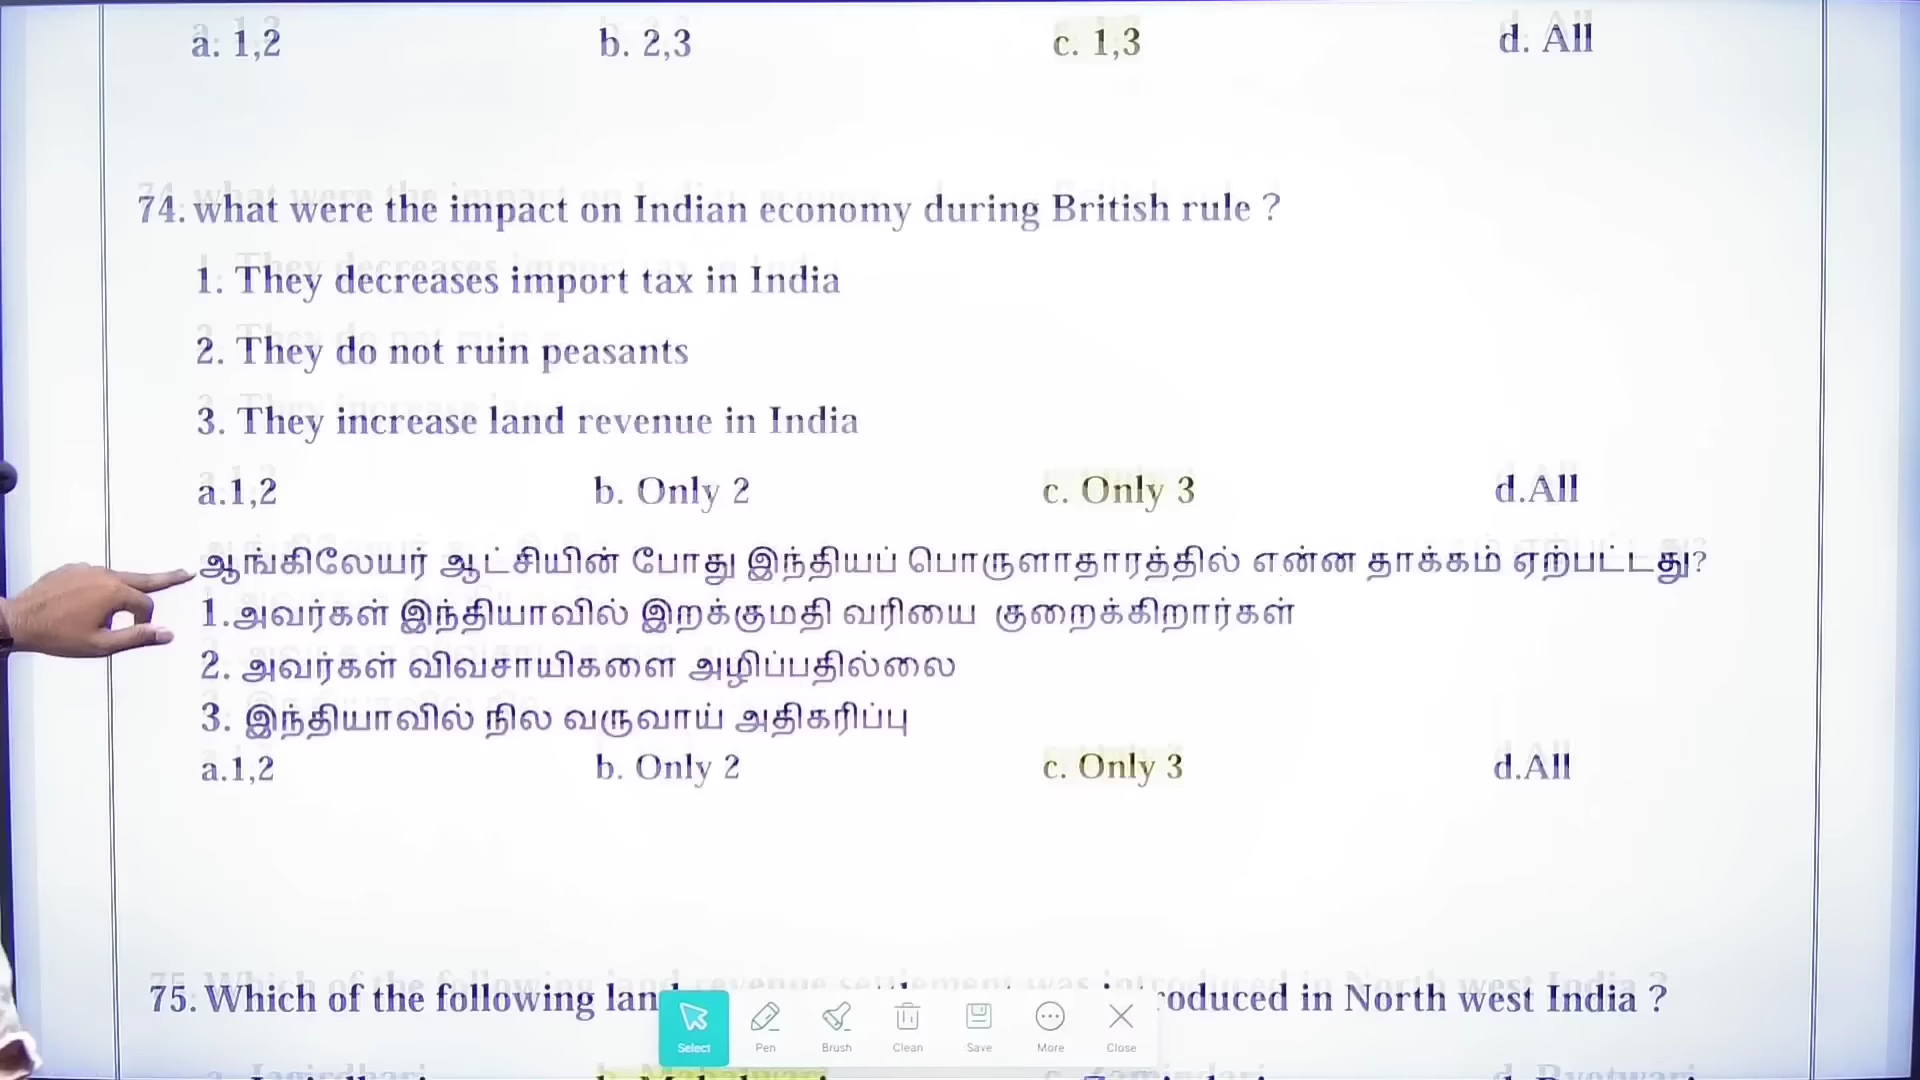 a. 1,2 b. 2,3 c. 1,3 d. All
74. what were the impact on Indian economy during British rule ?
1. They decreases import tax in India
2. They do not ruin peasants
3. They increase land revenue in India
a.1,2 b. Only 2 c. Only 3 d.All
ஆங்கிலேயர் ஆட்சியின் போது இந்தியப் பொருளாதாரத்தில் என்ன தாக்கம் ஏற்பட்டது?
1.அவர்கள் இந்தியாவில் இறக்குமதி வரியை குறைக்கிறார்கள்
2. அவர்கள் விவசாயிகளை அழிப்பதில்லை
3. இந்தியாவில் நில வருவாய் அதிகரிப்பு
a.1,2 b. Only 2 c. Only 3 d.All
75. Which of the following land revenue settlement was introduced in North west India ?
Select Pen Brush Clean Save More Close